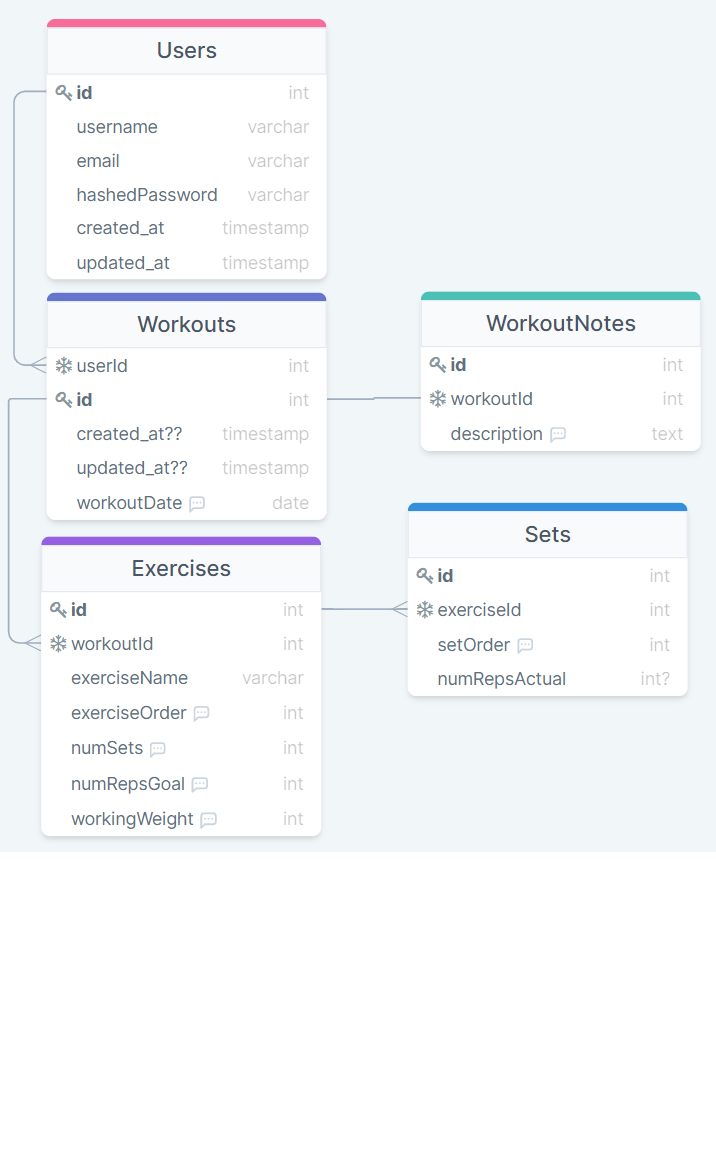 Users
id int
username varchar
email varchar
hashedPassword varchar
created_at timestamp
updated_at timestamp
Workouts
userId int
id int
created_at?? timestamp
updated_at?? timestamp
workoutDate date
WorkoutNotes
id int
workoutId int
description text
Exercises
id int
workoutId int
exerciseName varchar
exerciseOrder int
numSets int
numRepsGoal int
workingWeight int
Sets
id int
exerciseId int
setOrder int
numRepsActual int?